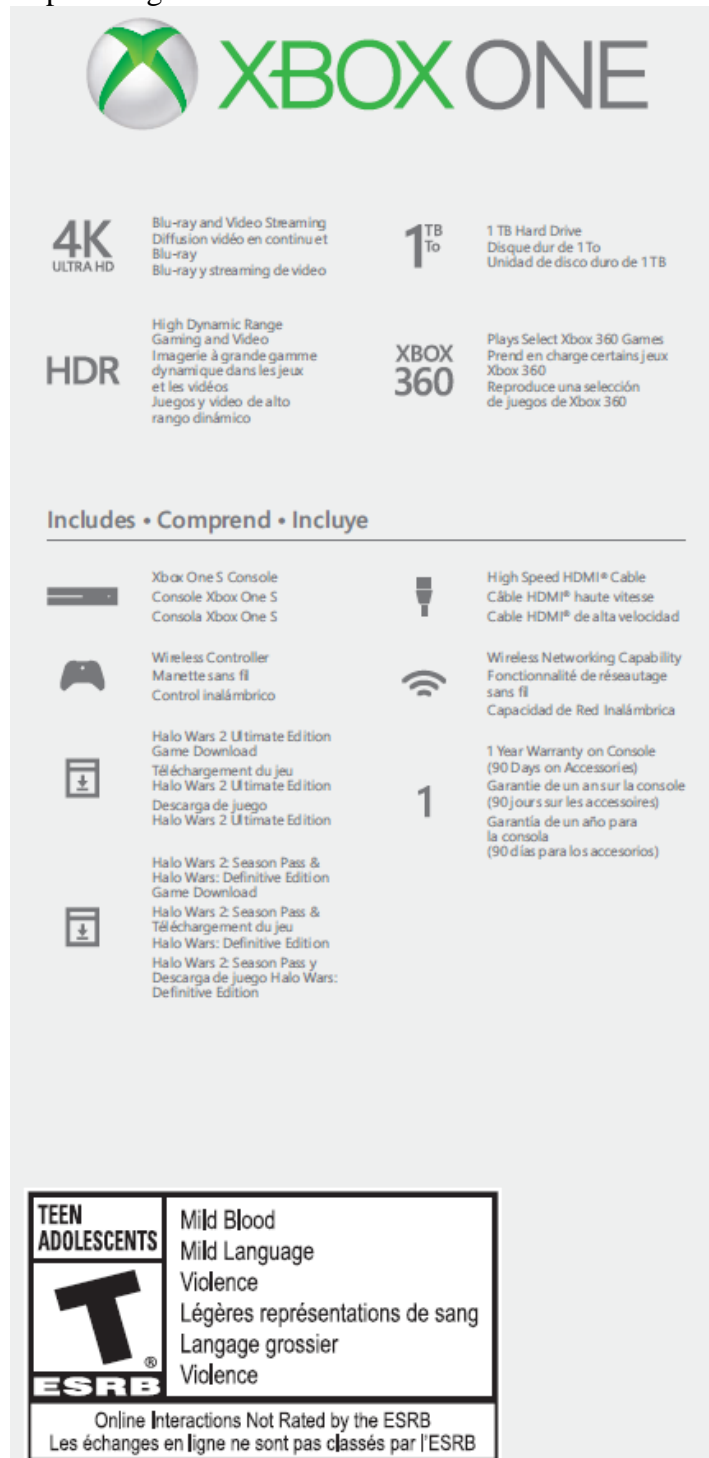 XBOX ONE
4K
ULTRA HD
Blu-ray and Video Streaming
Diffusion vidéo en continu et
Blu-ray
Blu-ray y streaming de video
1 TB To
1 TB Hard Drive
Disque dur de 1 To
Unidad de disco duro de 1 TB
HDR
High Dynamic Range
Gaming and Video
Imagerie à grande gamme
dynamique dans les jeux
et les vidéos
Juegos y video de alto
rango dinámico
XBOX
360
Plays Select Xbox 360 Games
Prend en charge certains jeux
Xbox 360
Reproduce una selección
de juegos de Xbox 360
Includes • Comprend • Incluye
Xbox One S Console
Console Xbox One S
Consola Xbox One S
Wireless Controller
Manette sans fil
Control inalámbrico
Halo Wars 2 Ultimate Edition
Game Download
Téléchargement du jeu
Halo Wars 2 Ultimate Edition
Descarga de juego
Halo Wars 2 Ultimate Edition
Halo Wars 2: Season Pass &
Halo Wars: Definitive Edition
Game Download
Halo Wars 2: Season Pass &
Téléchargement du jeu
Halo Wars: Definitive Edition
Halo Wars 2: Season Pass y
Descarga de juego Halo Wars:
Definitive Edition
High Speed HDMI® Cable
Câble HDMI® haute vitesse
Cable HDMI® de alta velocidad
Wireless Networking Capability
Fonctionnalité de réseautage
sans fil
Capacidad de Red Inalámbrica
1
1 Year Warranty on Console
(90 Days on Accessories)
Garantie de un an sur la console
(90 jours sur les accessoires)
Garantía de un año para
la consola
(90 días para los accesorios)
TEEN
ADOLESCENTS
T
®
ESRB
Mild Blood
Mild Language
Violence
Légères représentations de sang
Langage grossier
Violence
Online Interactions Not Rated by the ESRB
Les échanges en ligne ne sont pas classés par l'ESRB